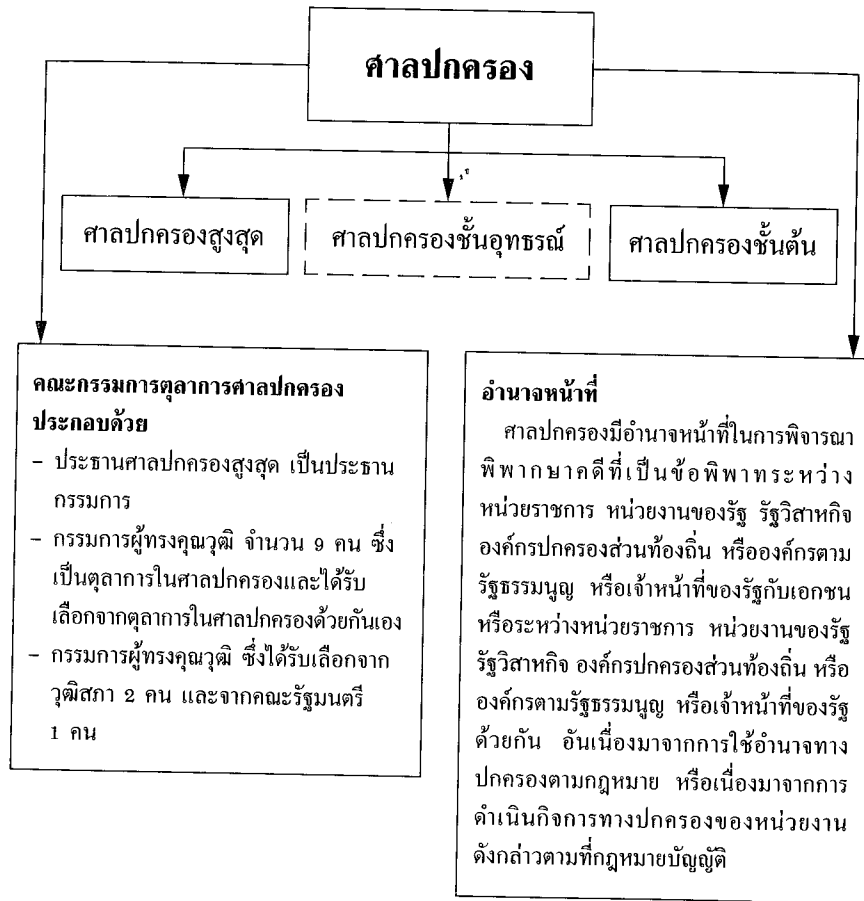 ศาลปกครอง
ศาลปกครองสูงสุด
ศาลปกครองชั้นอุทธรณ์
ศาลปกครองชั้นต้น
คณะกรรมการตุลาการศาลปกครอง
ประกอบด้วย
– ประธานศาลปกครองสูงสุด เป็นประธาน
กรรมการ
– กรรมการผู้ทรงคุณวุฒิ จำนวน 9 คน ซึ่ง
เป็นตุลาการในศาลปกครองและได้รับ
เลือกจากตุลาการในศาลปกครองด้วยกันเอง
– กรรมการผู้ทรงคุณวุฒิ ซึ่งได้รับเลือกจาก
วุฒิสภา 2 คน และจากคณะรัฐมนตรี
1 คน
อำนาจหน้าที่
ศาลปกครองมีอำนาจหน้าที่ในการพิจารณา
พิพากษาคดีที่เป็นข้อพิพาทระหว่าง
หน่วยราชการ หน่วยงานของรัฐ รัฐวิสาหกิจ
องค์กรปกครองส่วนท้องถิ่น หรือองค์กรตาม
รัฐธรรมนูญ หรือเจ้าหน้าที่ของรัฐกับเอกชน
หรือระหว่างหน่วยราชการ หน่วยงานของรัฐ
รัฐวิสาหกิจ องค์กรปกครองส่วนท้องถิ่น หรือ
องค์กรตามรัฐธรรมนูญ หรือเจ้าหน้าที่ของรัฐ
ด้วยกัน อันเนื่องมาจากการใช้อำนาจทาง
ปกครองตามกฎหมาย หรือเนื่องมาจากการ
ดำเนินกิจการทางปกครองของหน่วยงาน
ดังกล่าวตามที่กฎหมายบัญญัติ